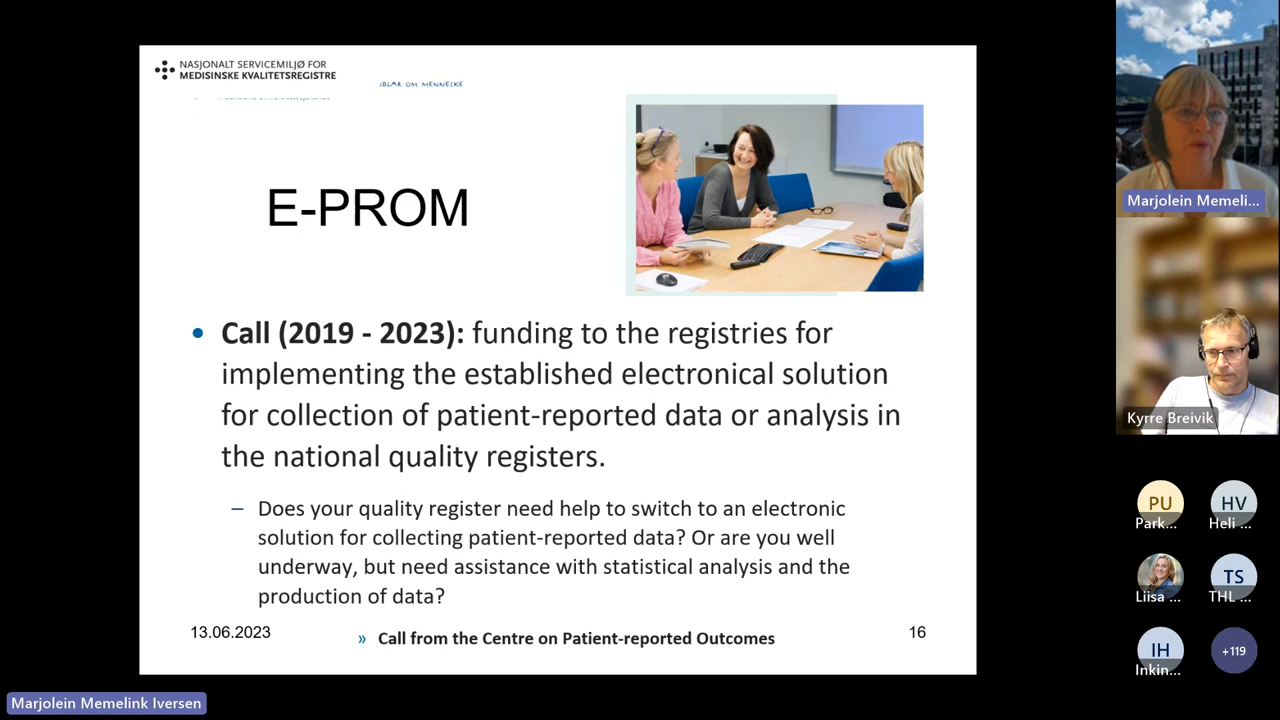 NASJONALT SERVICEMILJØ FOR
MEDISINSKE KVALITETSREGISTRE
IDLAR OM MENNESKE
E-PROM
• Call (2019 - 2023): funding to the registries for
implementing the established electronical solution
for collection of patient-reported data or analysis in
the national quality registers.
– Does your quality register need help to switch to an electronic
solution for collecting patient-reported data? Or are you well
underway, but need assistance with statistical analysis and the
production of data?
13.06.2023
» Call from the Centre on Patient-reported Outcomes
16
Marjolein Memeli...
Kyrre Breivik
PU
HV
Park...
Heli ...
TS
Liisa ...
THL ...
IH
+119
Inkin...
Marjolein Memelink Iversen